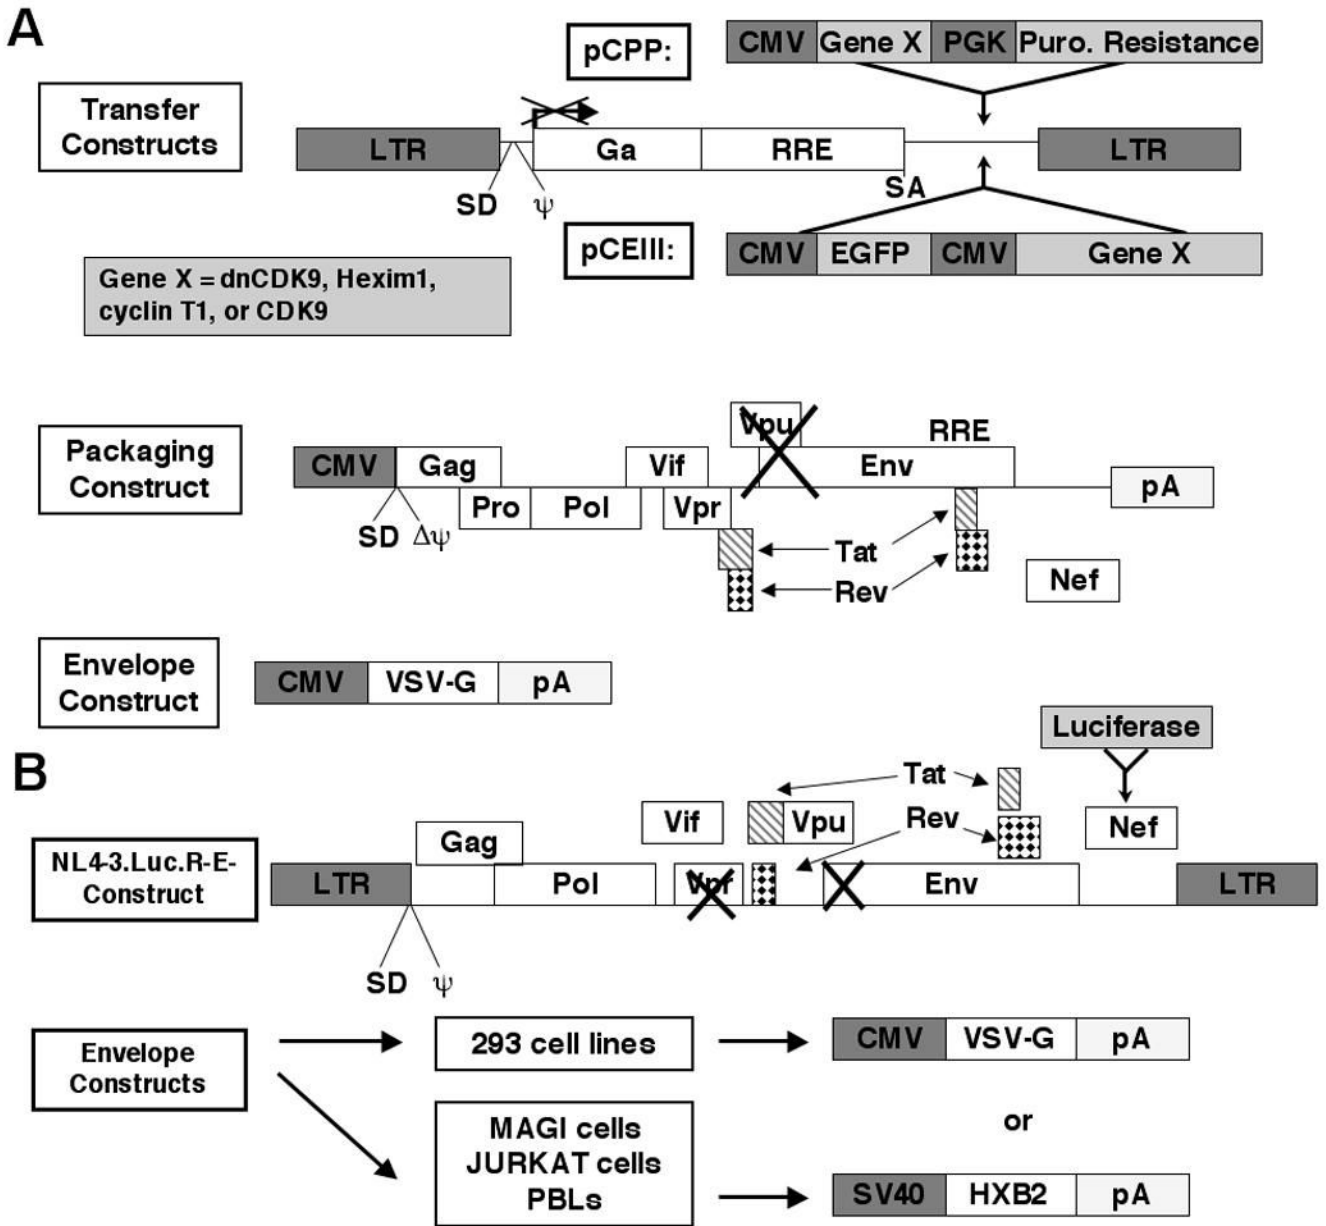 A
pCPP:
CMV Gene X PGK Puro. Resistance
Transfer
Constructs
LTR Ga RRE LTR
SD ψ SA
pCEIII:
CMV EGFP CMV Gene X
Gene X = dnCDK9, Hexim1,
cyclin T1, or CDK9
Packaging
Construct
Vpu RRE
CMV Gag Vif Env
pA
Pro Pol Vpr
SD Δψ
Tat
Rev
Nef
Envelope
Construct
CMV VSV-G pA
B
Luciferase
Tat
Vif Vpu Rev Nef
Gag
NL4-3.Luc.R-E-
Construct
LTR Pol Vpr Env LTR
SD ψ
Envelope
Constructs
293 cell lines
CMV VSV-G pA
MAGI cells
JURKAT cells
PBLs
or
SV40 HXB2 pA